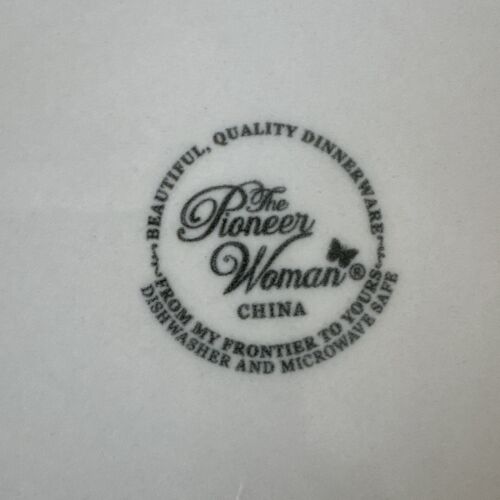 BEAUTIFUL, QUALITY DINNERWARE
The
Pioneer
Woman®
CHINA
FROM MY FRONTIER TO YOURS
DISHWASHER AND MICROWAVE SAFE